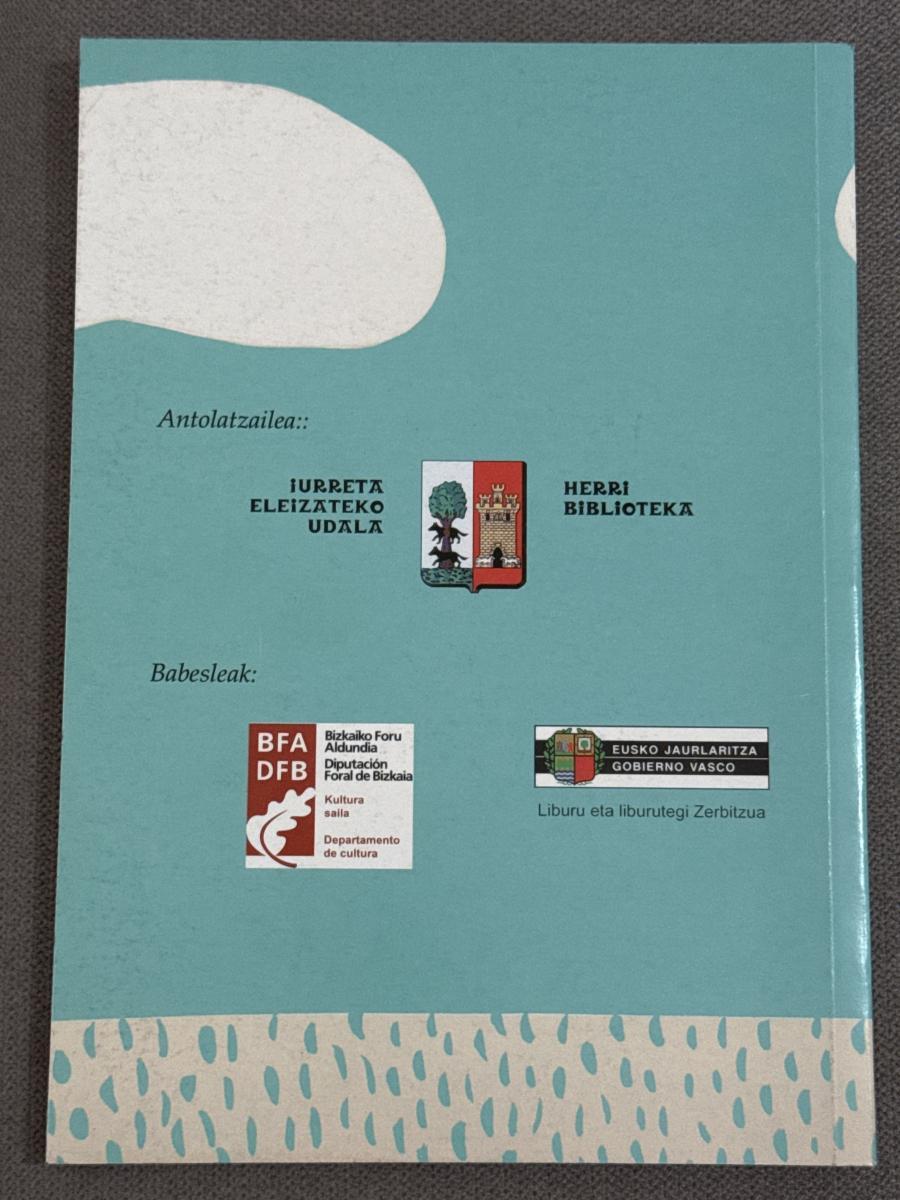 Antolatzailea::
iURRETA
ELEiZATEKO
UDALA
HERRi
BiBLiOTEKA
Babesleak:
BFA
DFB
Bizkaiko Foru
Aldundia
Diputación
Foral de Bizkaia
Kultura
saila
Departamento
de cultura
EUSKO JAURLARITZA
GOBIERNO VASCO
Liburu eta liburutegi Zerbitzua